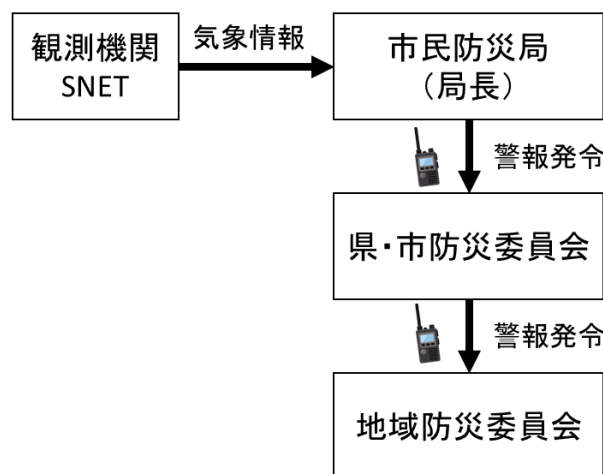 観測機関
SNET
気象情報
市民防災局
（局長）
警報発令
県・市防災委員会
警報発令
地域防災委員会